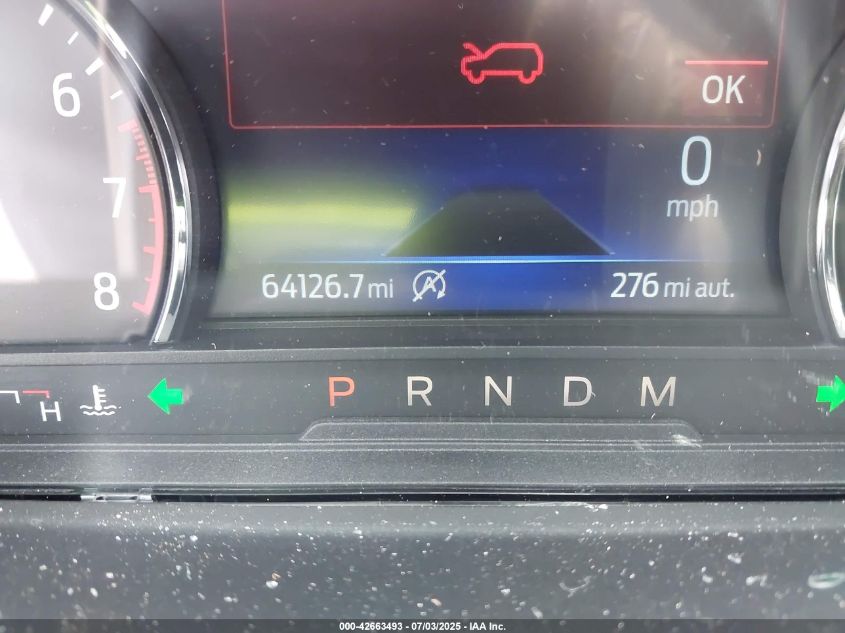 6
7
8
OK
0
mph
64126.7 mi A 276 mi aut.
H P R N D M
000-42663493 - 07/03/2025 - IAA Inc.